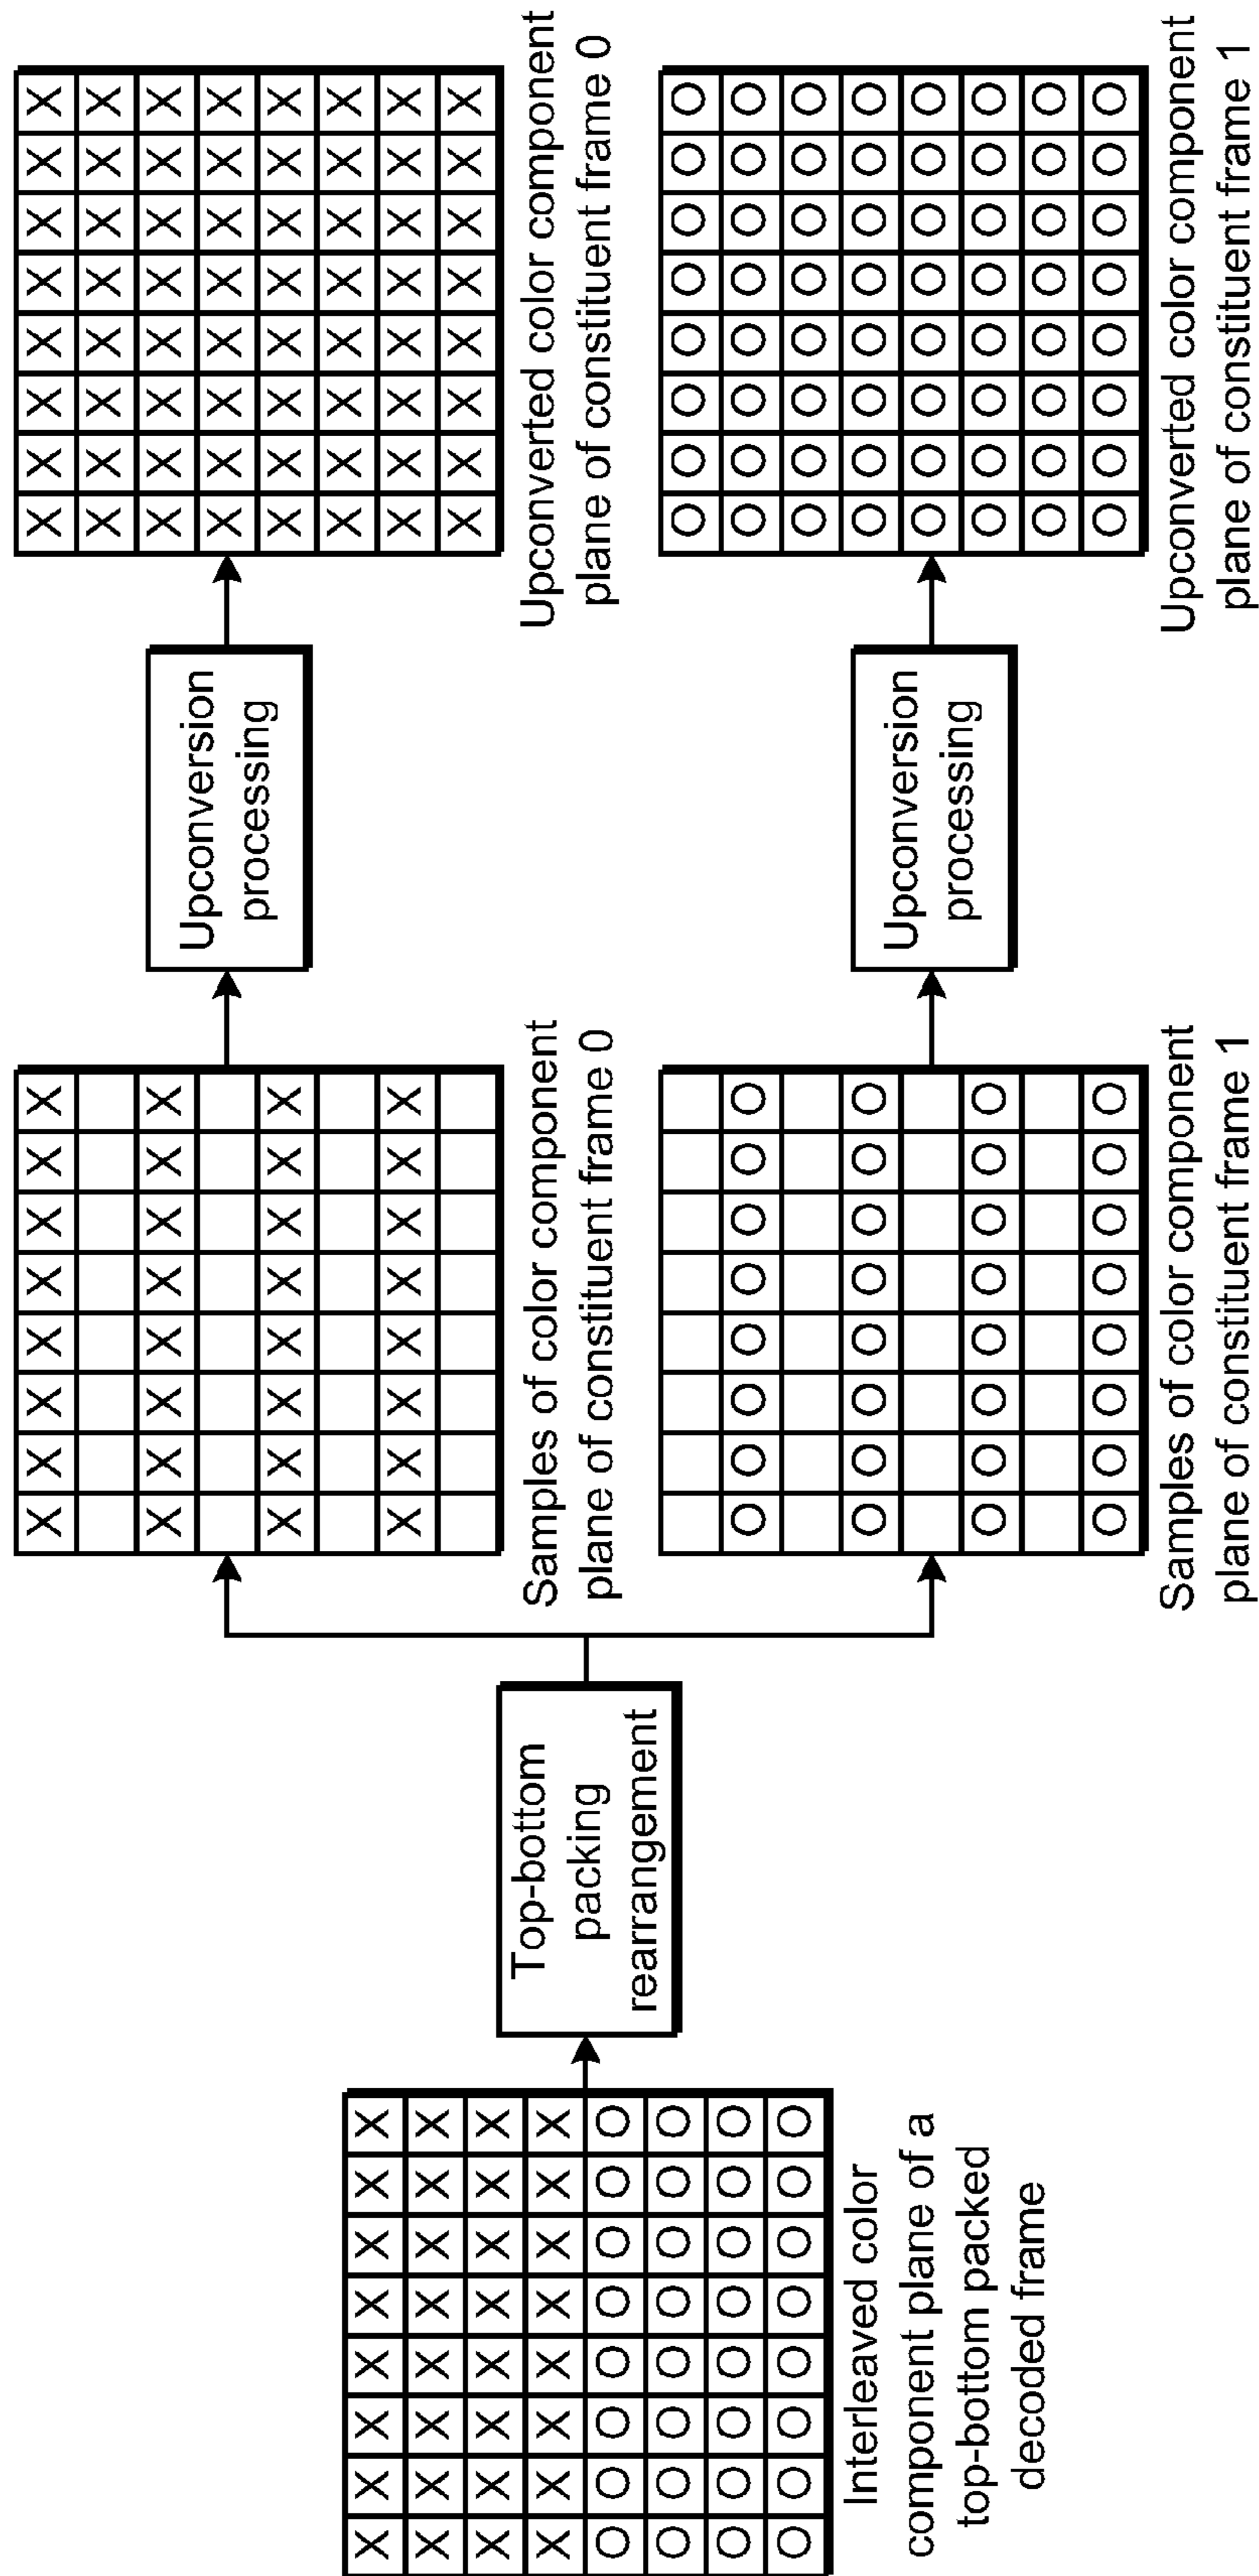 X X X X X X X X
X X X X X X X X
X X X X X X X X
X X X X X X X X
O O O O O O O O
O O O O O O O O
O O O O O O O O
O O O O O O O O
Interleaved color
component plane of a
top-bottom packed
decoded frame
Top-bottom
packing
rearrangement
X X X X X X X X
X X X X X X X X
X X X X X X X X
X X X X X X X X
Samples of color component
plane of constituent frame 0
Upconversion
processing
X X X X X X X X
X X X X X X X X
X X X X X X X X
X X X X X X X X
X X X X X X X X
X X X X X X X X
X X X X X X X X
X X X X X X X X
Upconverted color component
plane of constituent frame 0
O O O O O O O O
O O O O O O O O
O O O O O O O O
O O O O O O O O
Samples of color component
plane of constituent frame 1
Upconversion
processing
O O O O O O O O
O O O O O O O O
O O O O O O O O
O O O O O O O O
O O O O O O O O
O O O O O O O O
O O O O O O O O
O O O O O O O O
Upconverted color component
plane of constituent frame 1